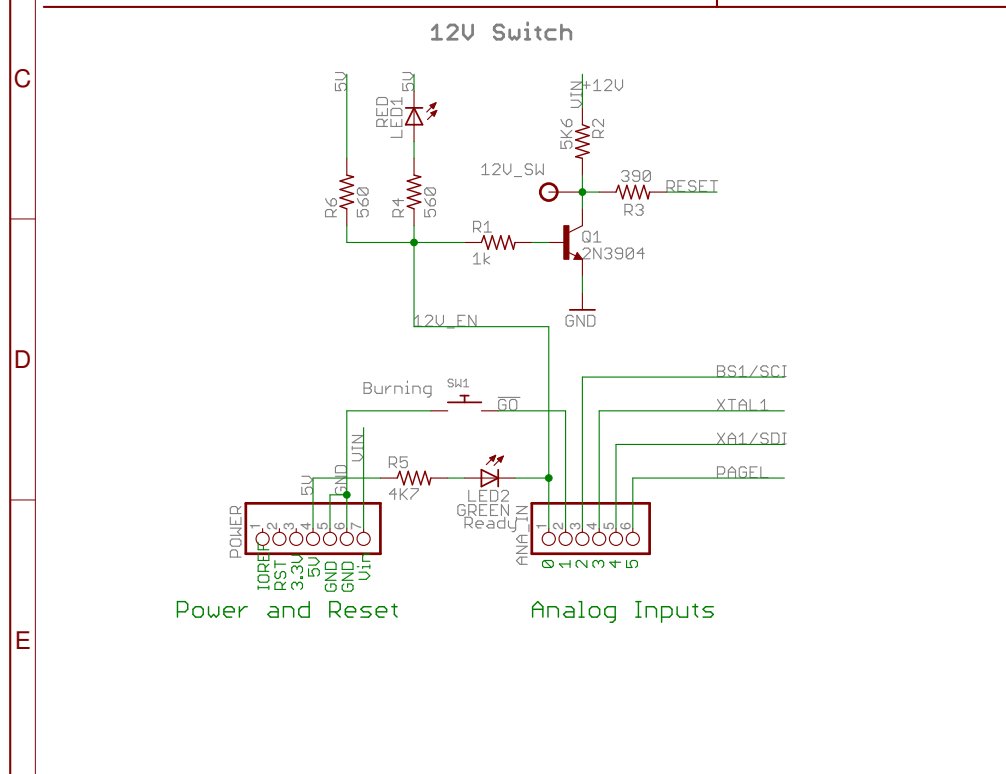 12V Switch
C
5V
5V
RED
LED1
VIN
+12V
5K6
R2
12V_SW
390
RESET
R3
R6
560
R4
560
R1
1k
Q1
2N3904
GND
12V_EN
D
BS1/SCI
Burning
SW1
GO
XTAL1
VIN
XA1/SDI
R5
4K7
PAGEL
5V
GND
LED2
GREEN
Ready
POWER
1
2
3
4
5
6
7
ANA_IN
1
2
3
4
5
6
IOREF
RST
3.3V
5V
GND
GND
Vin
0
1
2
3
4
5
Power and Reset
Analog Inputs
E